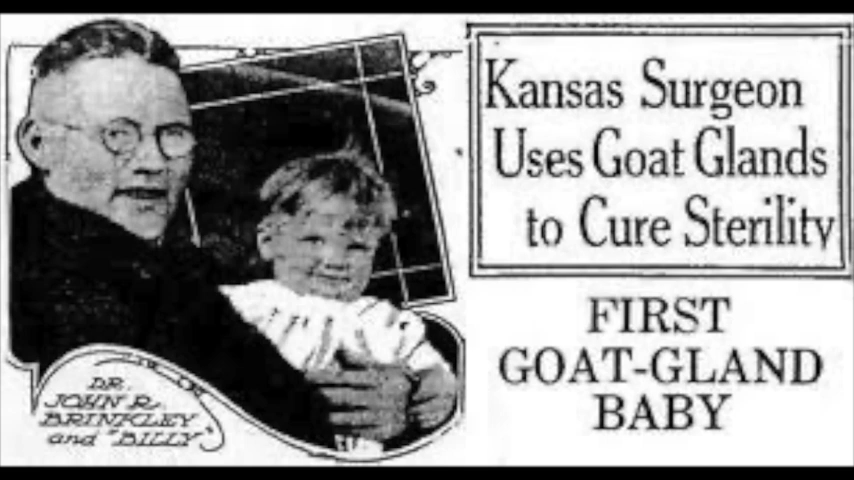 DR.
JOHN R.
BRINKLEY
and "BILLY"
Kansas Surgeon
Uses Goat Glands
to Cure Sterility
FIRST
GOAT-GLAND
BABY